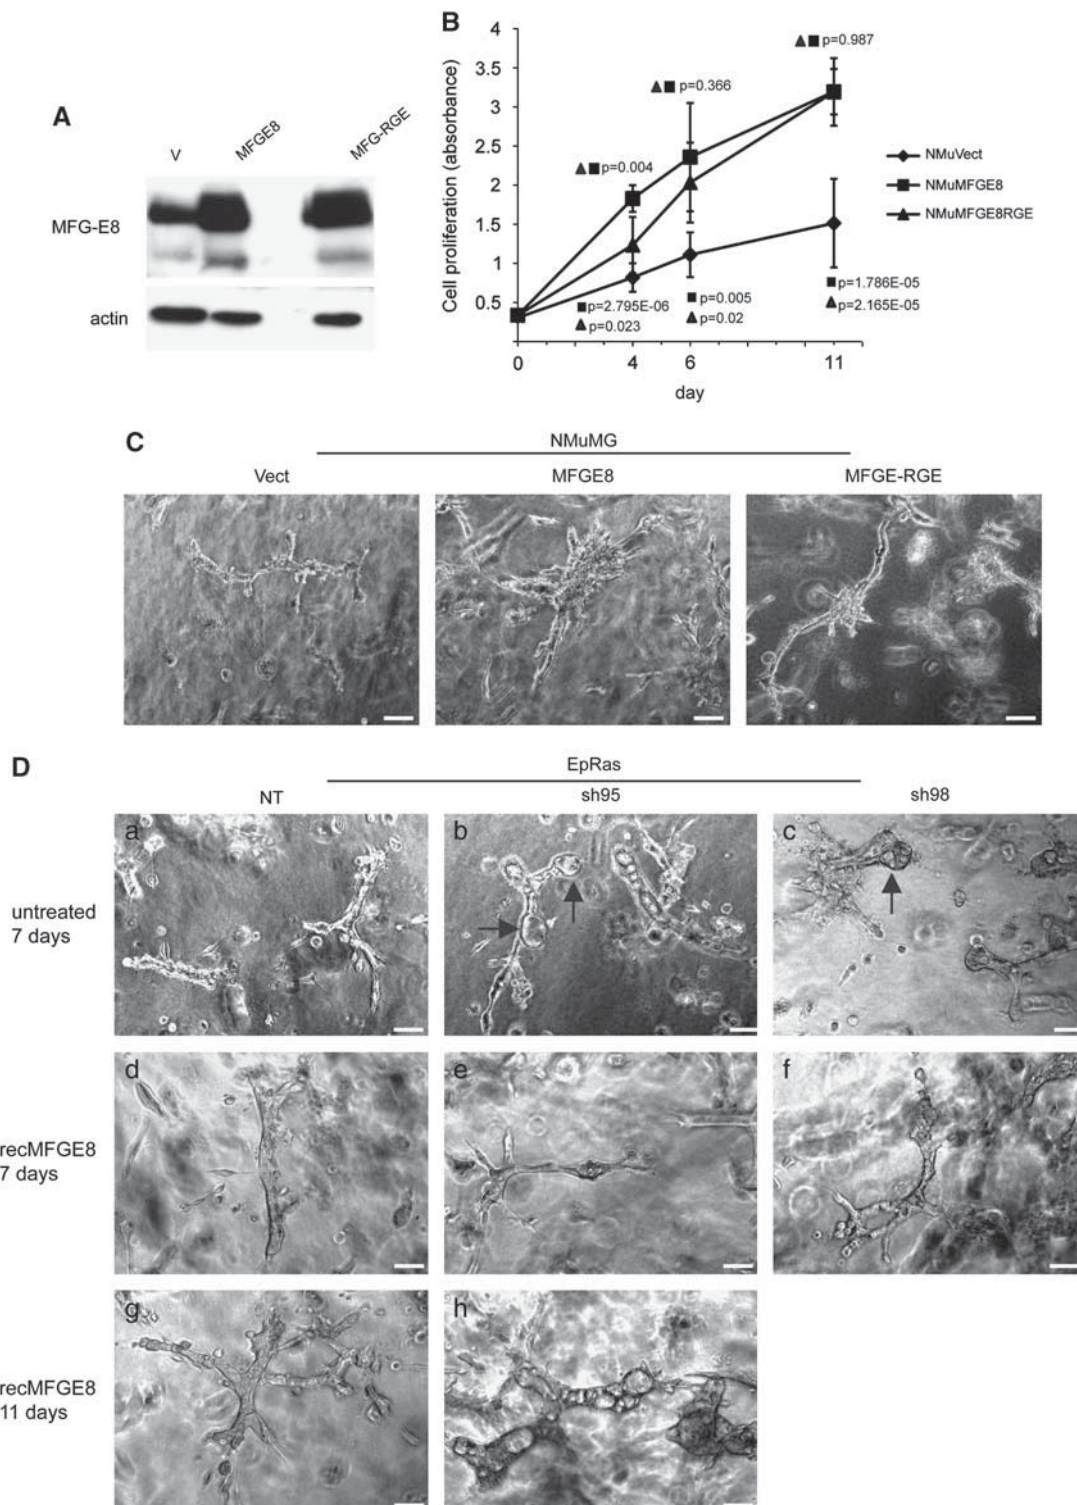 A
V
MFGE8
MFG-RGE
MFG-E8
actin
B
Cell proliferation (absorbance)
4
3.5
3
2.5
2
1.5
1
0.5
0
4
6
11
day
▲■p=0.004
▲■p=0.366
▲■p=0.987
■p=2.795E-06
▲p=0.023
■p=0.005
▲p=0.02
■p=1.786E-05
▲p=2.165E-05
NMuVect
NMuMFGE8
NMuMFGE8RGE
C
NMuMG
Vect
MFGE8
MFGE-RGE
D
EpRas
NT
sh95
sh98
untreated
7 days
a
b
c
recMFGE8
7 days
d
e
f
recMFGE8
11 days
g
h